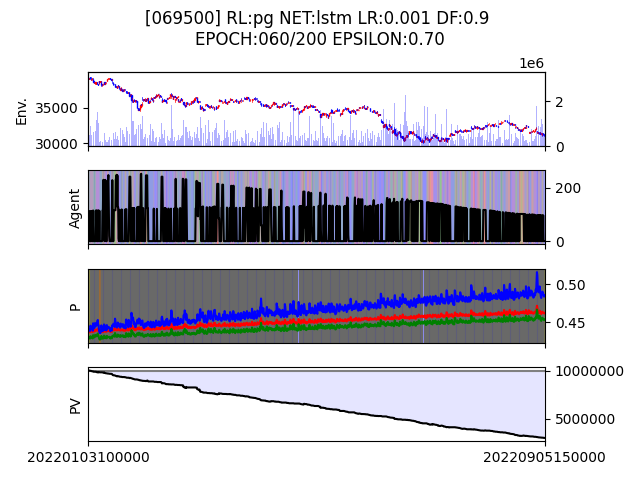 [069500] RL:pg NET:lstm LR:0.001 DF:0.9
EPOCH:060/200 EPSILON:0.70
1e6
Env.
35000
30000
2
0
Agent
200
0
P
0.50
0.45
PV
10000000
5000000
20220103100000
20220905150000